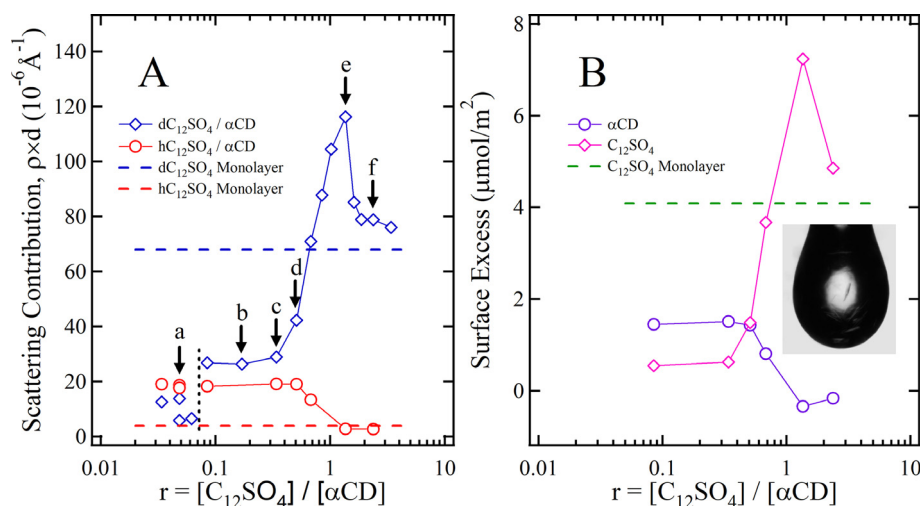 A
140
120
100
80
60
40
20
0
Scattering Contribution, ρ×d (10⁻⁶ Å⁻¹)
dC₁₂SO₄ / αCD
hC₁₂SO₄ / αCD
dC₁₂SO₄ Monolayer
hC₁₂SO₄ Monolayer
a
b
c
d
e
f
0.01
0.1
1
10
r = [C₁₂SO₄] / [αCD]
B
8
6
4
2
0
Surface Excess (μmol/m²)
αCD
C₁₂SO₄
C₁₂SO₄ Monolayer
0.01
0.1
1
10
r = [C₁₂SO₄] / [αCD]